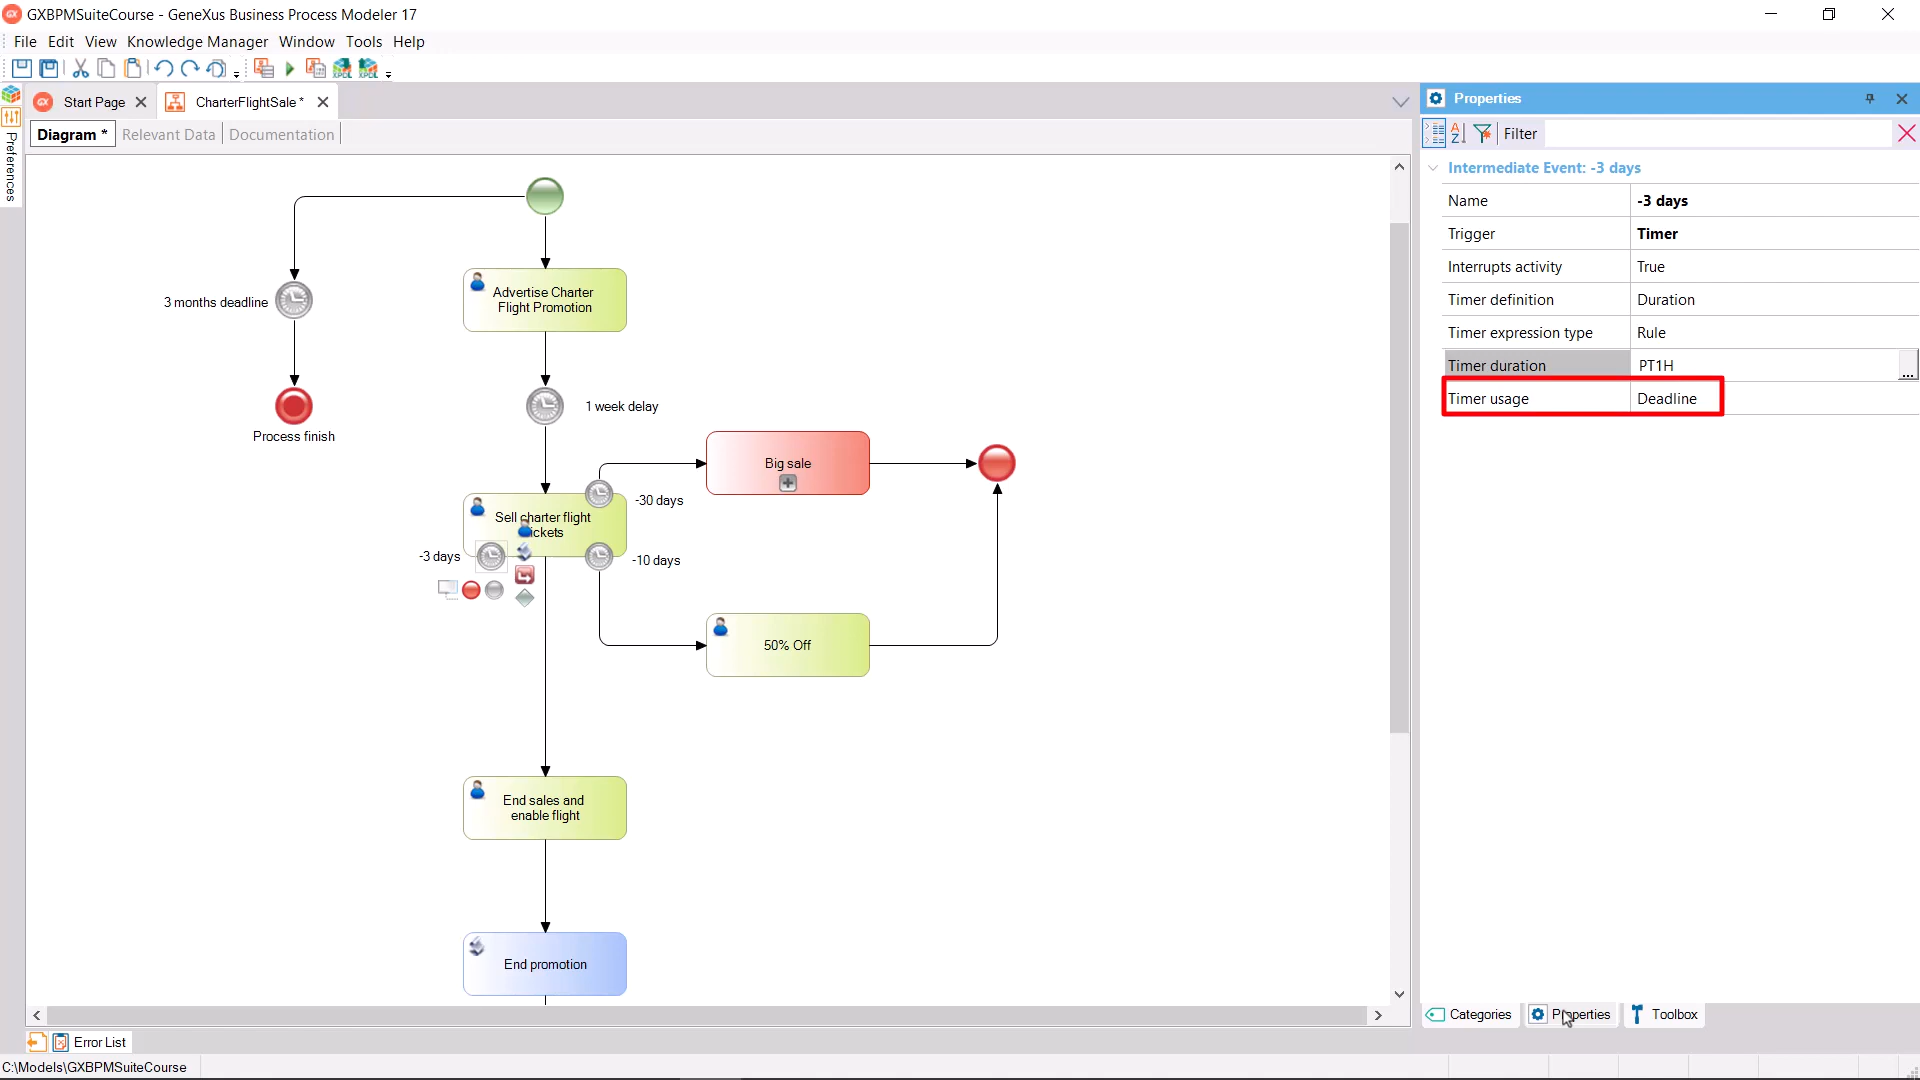 GXBPMSuiteCourse - GeneXus Business Process Modeler 17
File Edit View Knowledge Manager Window Tools Help
Start Page
CharterFlightSale *
Diagram * Relevant Data Documentation
Preferences
Advertise Charter
Flight Promotion
3 months deadline
Process finish
1 week delay
Big sale
-30 days
Sell charter flight
tickets
-3 days
-10 days
50% Off
End sales and
enable flight
End promotion
Properties
Filter
Intermediate Event: -3 days
Name -3 days
Trigger Timer
Interrupts activity True
Timer definition Duration
Timer expression type Rule
Timer duration PT1H ...
Timer usage Deadline
Categories Properties Toolbox
Error List
C:\Models\GXBPMSuiteCourse